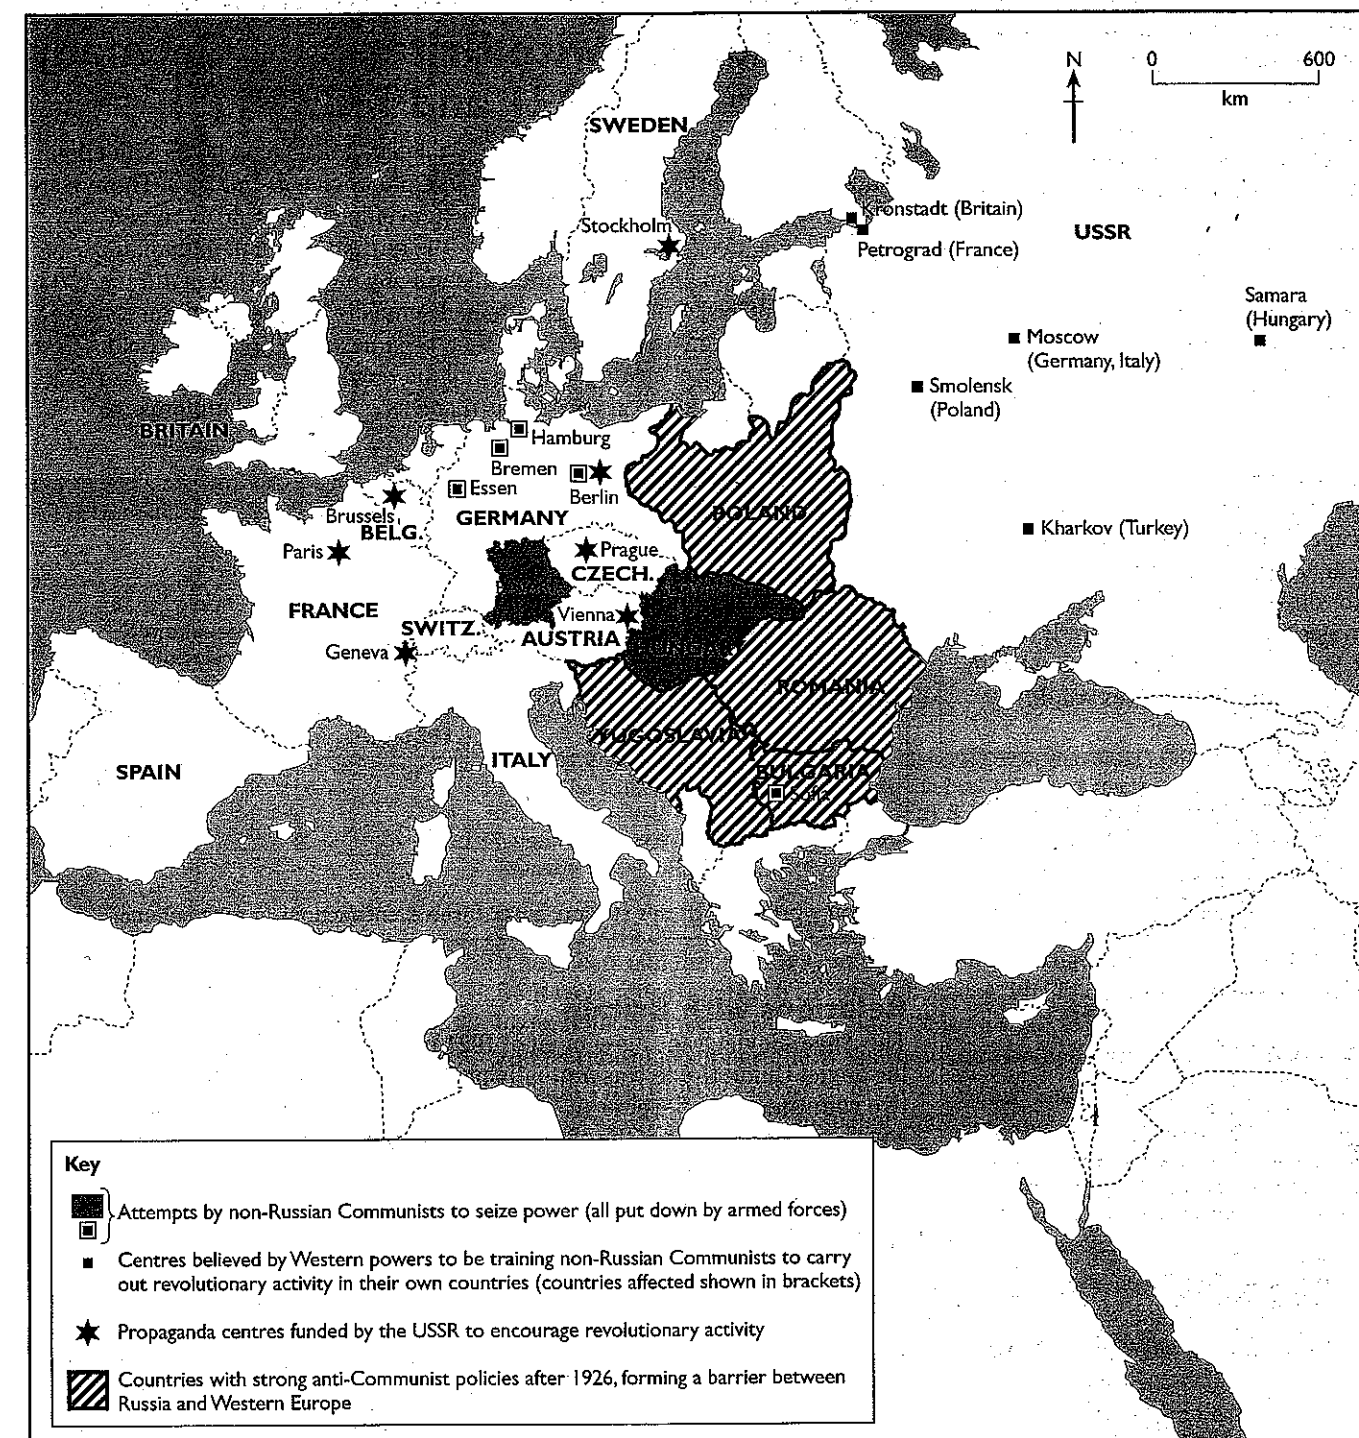 N
0 600
km
SWEDEN
Stockholm
Kronstadt (Britain)
Petrograd (France)
USSR
Samara
(Hungary)
Moscow
(Germany, Italy)
Smolensk
(Poland)
BRITAIN
Hamburg
Bremen
Essen
Berlin
Brussels
BELG.
GERMANY
POLAND
Kharkov (Turkey)
Paris
Prague
CZECH.
FRANCE
SWITZ.
Vienna
AUSTRIA
Geneva
ROMANIA
YUGOSLAVIA
ITALY
SPAIN
BULGARIA
Sofia
Key
Attempts by non-Russian Communists to seize power (all put down by armed forces)
Centres believed by Western powers to be training non-Russian Communists to carry
out revolutionary activity in their own countries (countries affected shown in brackets)
Propaganda centres funded by the USSR to encourage revolutionary activity
Countries with strong anti-Communist policies after 1926, forming a barrier between
Russia and Western Europe